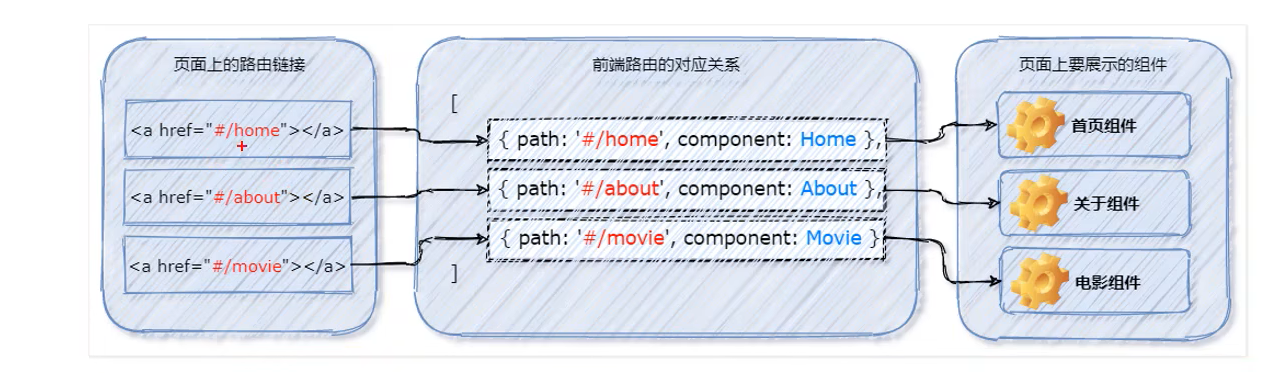 页面上的路由链接
<a href="#/home"></a>
<a href="#/about"></a>
<a href="#/movie"></a>
前端路由的对应关系
[
{ path: '#/home', component: Home },
{ path: '#/about', component: About },
{ path: '#/movie', component: Movie }
]
页面上要展示的组件
首页组件
关于组件
电影组件